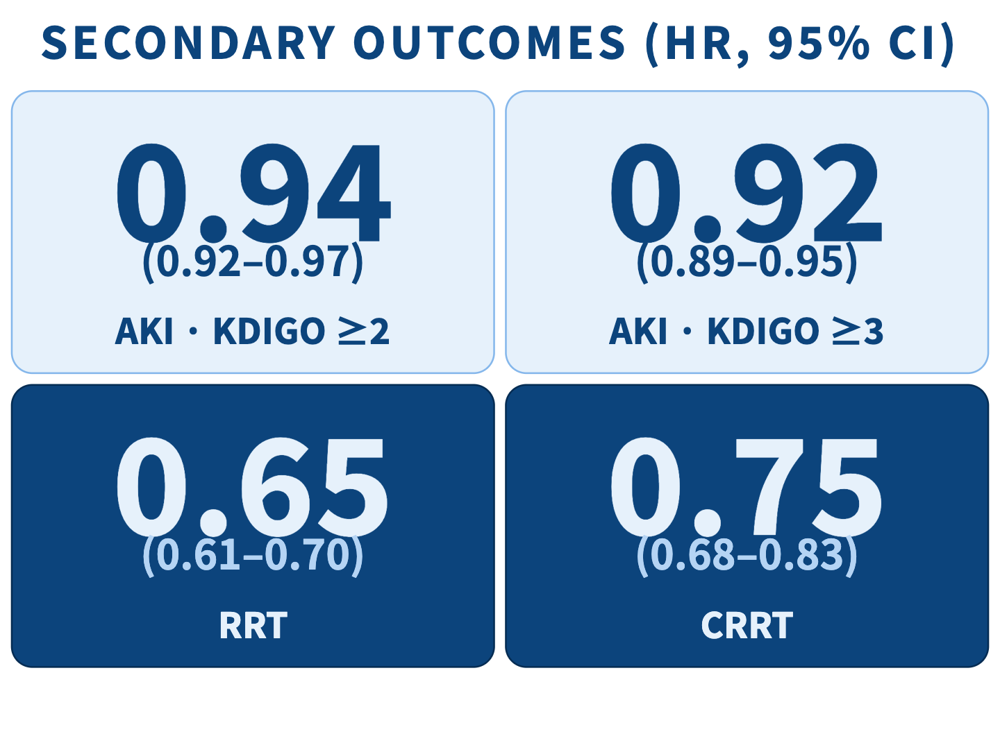 SECONDARY OUTCOMES (HR, 95% CI)
0.94
(0.92–0.97)
AKI · KDIGO ≥2
0.92
(0.89–0.95)
AKI · KDIGO ≥3
0.65
(0.61–0.70)
RRT
0.75
(0.68–0.83)
CRRT